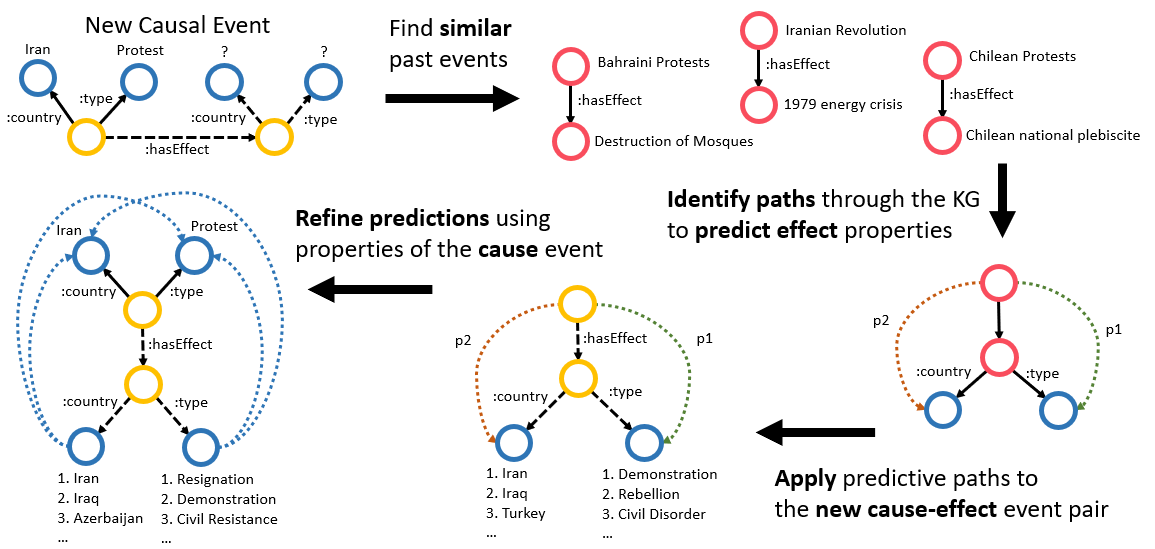 New Causal Event
Iran
Protest
?
?
:type
:country
:country
:type
:hasEffect
Find similar
past events
Bahraini Protests
:hasEffect
Destruction of Mosques
Iranian Revolution
:hasEffect
1979 energy crisis
Chilean Protests
:hasEffect
Chilean national plebiscite
Identify paths through the KG
to predict effect properties
p2
p1
:country
:type
Apply predictive paths to
the new cause-effect event pair
p2
:hasEffect
p1
:country
:type
1. Iran
2. Iraq
3. Turkey
...
1. Demonstration
2. Rebellion
3. Civil Disorder
...
Refine predictions using
properties of the cause event
Iran
Protest
:country
:type
:hasEffect
:country
:type
1. Iran
2. Iraq
3. Azerbaijan
...
1. Resignation
2. Demonstration
3. Civil Resistance
...